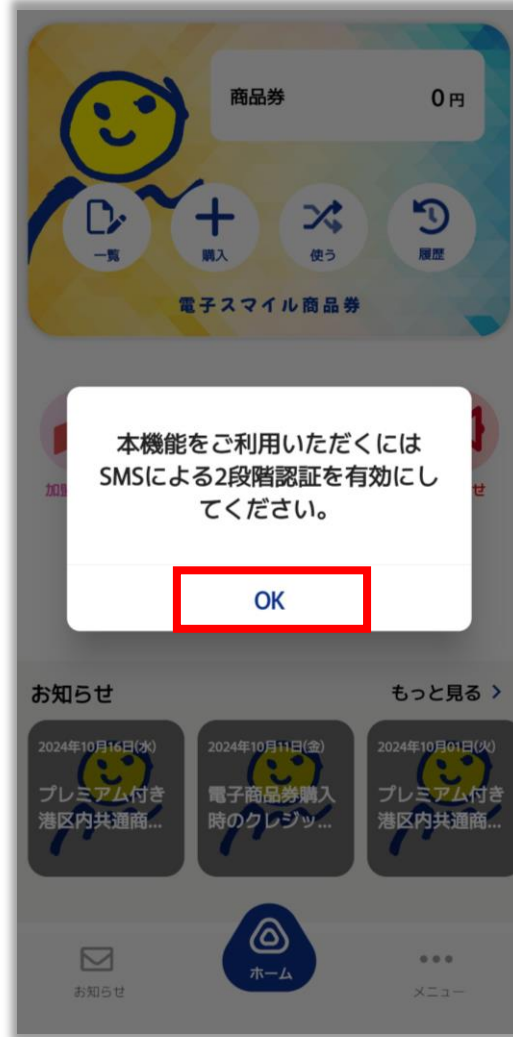 商品券 0円
一覧 購入 使う 履歴
電子スマイル商品券
本機能をご利用いただくには
SMSによる2段階認証を有効にし
てください。
OK
お知らせ もっと見る
2024年10月16日(水)
プレミアム付き
港区内共通商...
2024年10月11日(金)
電子商品券購入
時のクレジッ...
2024年10月01日(火)
プレミアム付き
港区内共通商...
お知らせ ホーム メニュー